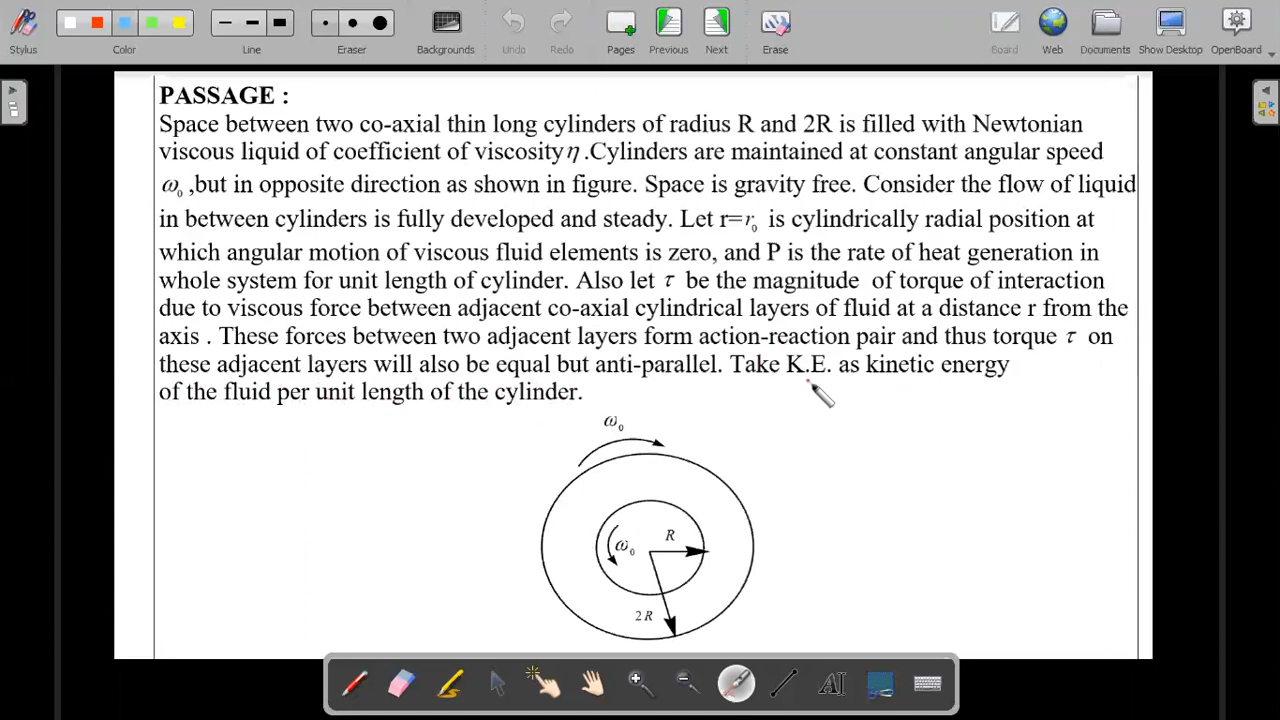 Stylus
Color
Line
Eraser
Backgrounds
Undo
Redo
Pages
Previous
Next
Erase
Board
Web
Documents
Show Desktop
OpenBoard
PASSAGE :
Space between two co-axial thin long cylinders of radius R and 2R is filled with Newtonian
viscous liquid of coefficient of viscosity η .Cylinders are maintained at constant angular speed
ω₀ ,but in opposite direction as shown in figure. Space is gravity free. Consider the flow of liquid
in between cylinders is fully developed and steady. Let r=r₀ is cylindrically radial position at
which angular motion of viscous fluid elements is zero, and P is the rate of heat generation in
whole system for unit length of cylinder. Also let τ be the magnitude of torque of interaction
due to viscous force between adjacent co-axial cylindrical layers of fluid at a distance r from the
axis . These forces between two adjacent layers form action-reaction pair and thus torque τ on
these adjacent layers will also be equal but anti-parallel. Take K.E. as kinetic energy
of the fluid per unit length of the cylinder.
ω₀
R
ω₀
2 R
AI